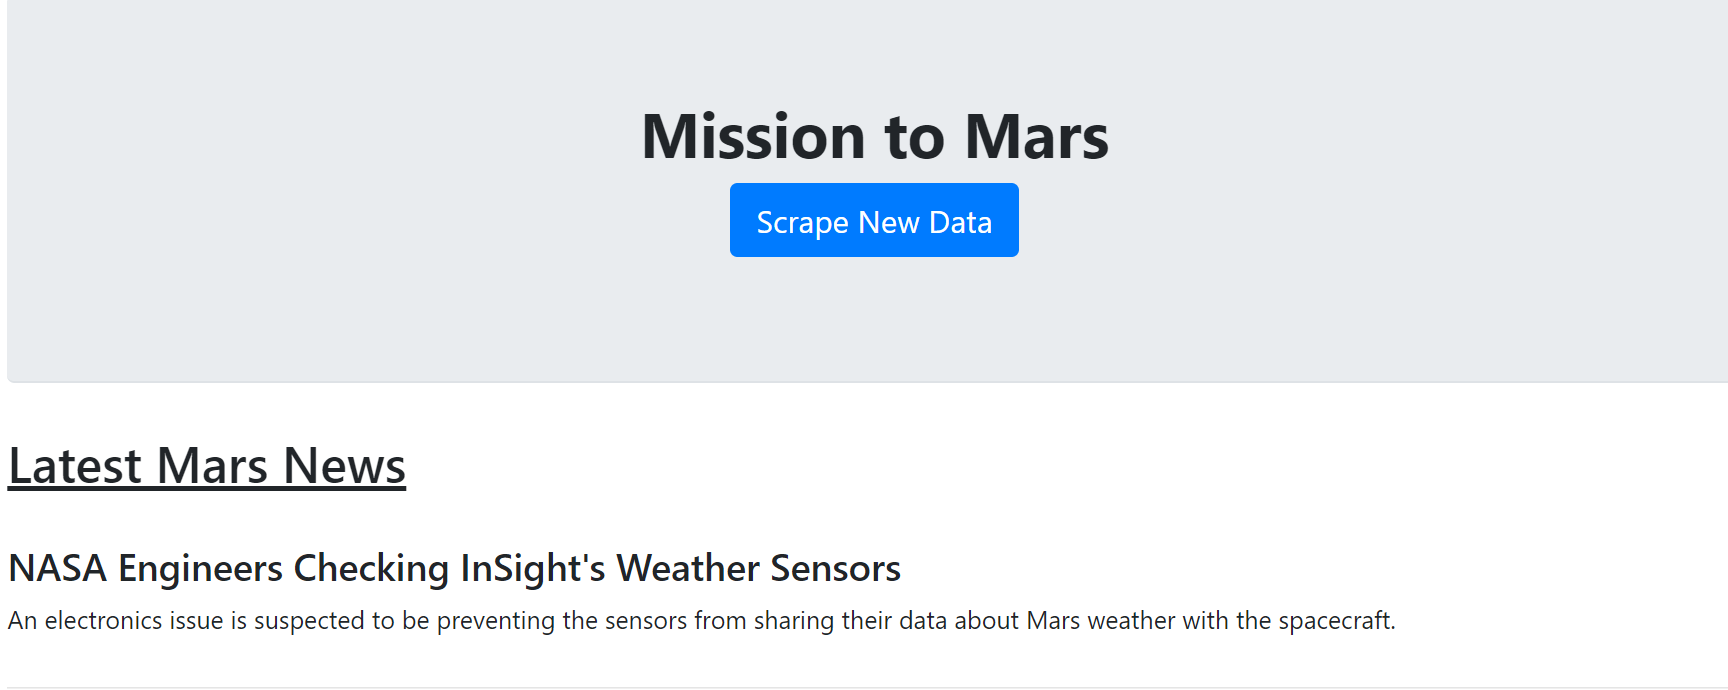 Mission to Mars
Scrape New Data
Latest Mars News
NASA Engineers Checking InSight's Weather Sensors
An electronics issue is suspected to be preventing the sensors from sharing their data about Mars weather with the spacecraft.